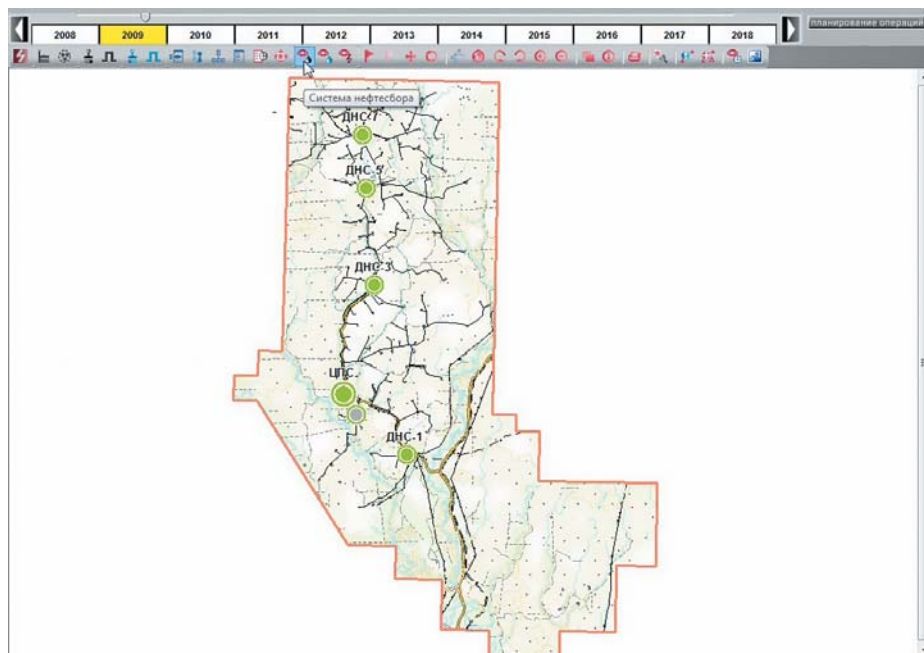 2008 2009 2010 2011 2012 2013 2014 2015 2016 2017 2018
планирование операций
Система нефтесбора
ДНС-7
ДНС-5
ДНС-3
ЦПС
ДНС-1